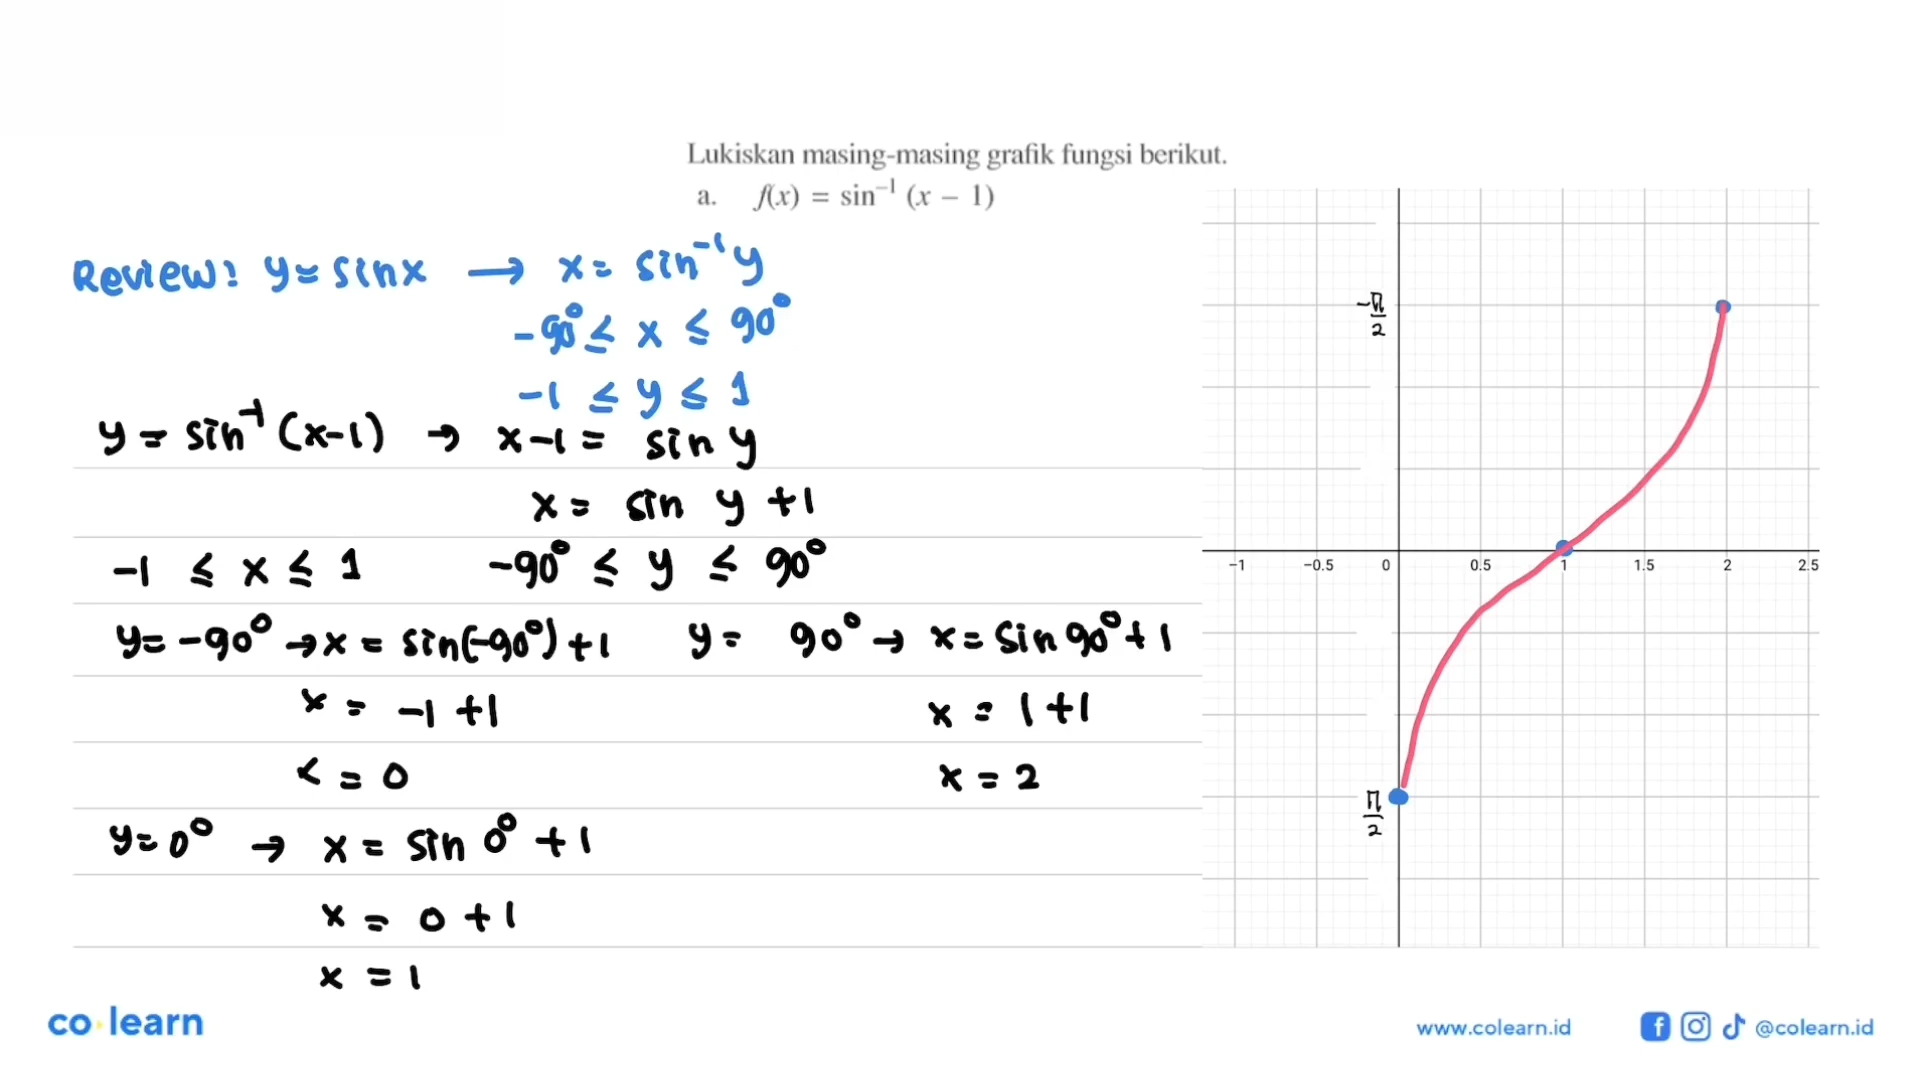 Lukiskan masing-masing grafik fungsi berikut.
a. f(x) = sin⁻¹ (x – 1)
Review: y = sin x → x = sin⁻¹ y
-90° ≤ x ≤ 90°
-1 ≤ y ≤ 1
y = sin⁻¹ (x-1) → x-1 = sin y
x = sin y +1
-1 ≤ x ≤ 1 -90° ≤ y ≤ 90°
y = -90° → x = sin(-90°) +1 y = 90° → x = sin 90° + 1
x = -1 +1 x = 1 +1
x = 0 x = 2
y = 0° → x = sin 0° +1
x = 0 +1
x = 1
-π/2
-1 -0.5 0 0.5 1 1.5 2 2.5
π/2
co learn
www.colearn.id @colearn.id